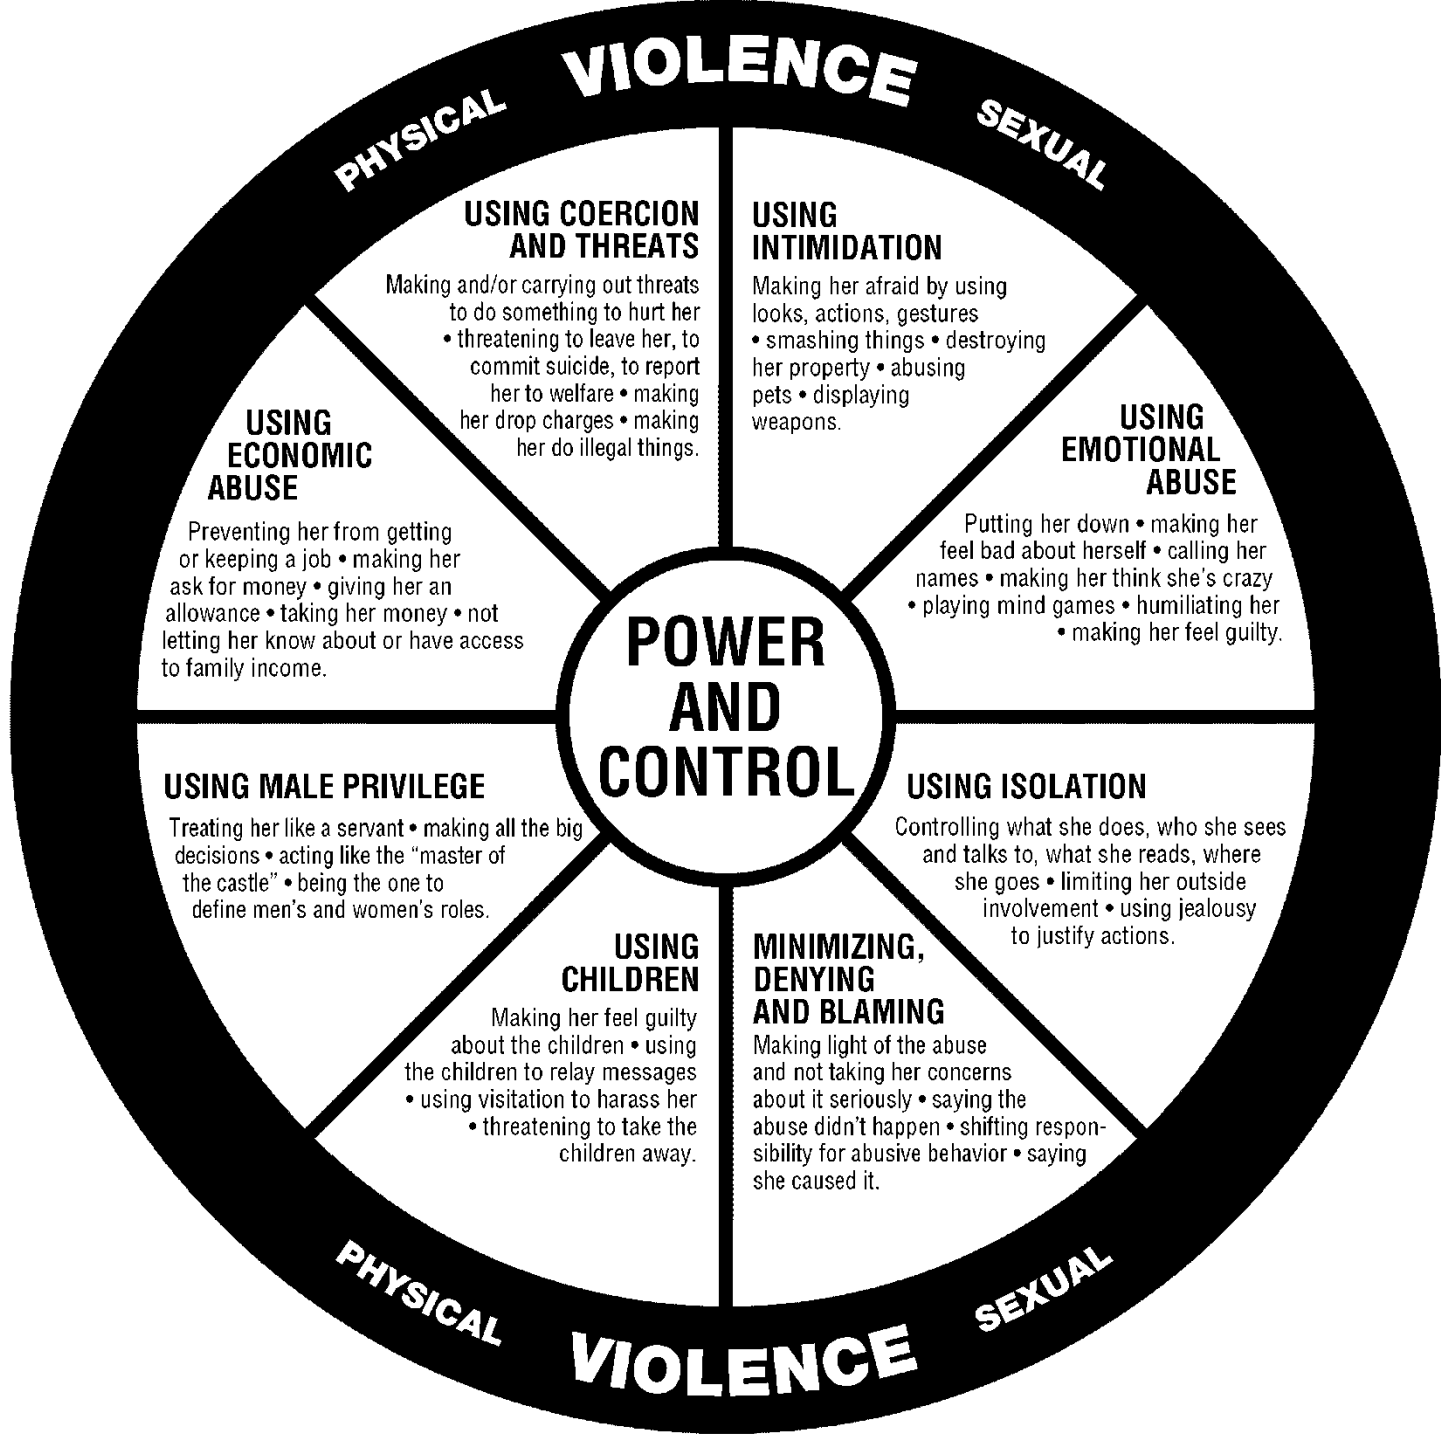 PHYSICAL VIOLENCE SEXUAL
USING COERCION
AND THREATS
Making and/or carrying out threats
to do something to hurt her
• threatening to leave her, to
commit suicide, to report
her to welfare • making
her drop charges • making
her do illegal things.
USING
INTIMIDATION
Making her afraid by using
looks, actions, gestures
• smashing things • destroying
her property • abusing
pets • displaying
weapons.
USING
EMOTIONAL
ABUSE
Putting her down • making her
feel bad about herself • calling her
names • making her think she's crazy
• playing mind games • humiliating her
• making her feel guilty.
USING ISOLATION
Controlling what she does, who she sees
and talks to, what she reads, where
she goes • limiting her outside
involvement • using jealousy
to justify actions.
MINIMIZING,
DENYING
AND BLAMING
Making light of the abuse
and not taking her concerns
about it seriously • saying the
abuse didn't happen • shifting respon-
sibility for abusive behavior • saying
she caused it.
USING
CHILDREN
Making her feel guilty
about the children • using
the children to relay messages
• using visitation to harass her
• threatening to take the
children away.
USING MALE PRIVILEGE
Treating her like a servant • making all the big
decisions • acting like the "master of
the castle" • being the one to
define men's and women's roles.
USING
ECONOMIC
ABUSE
Preventing her from getting
or keeping a job • making her
ask for money • giving her an
allowance • taking her money • not
letting her know about or have access
to family income.
POWER
AND
CONTROL
PHYSICAL VIOLENCE SEXUAL